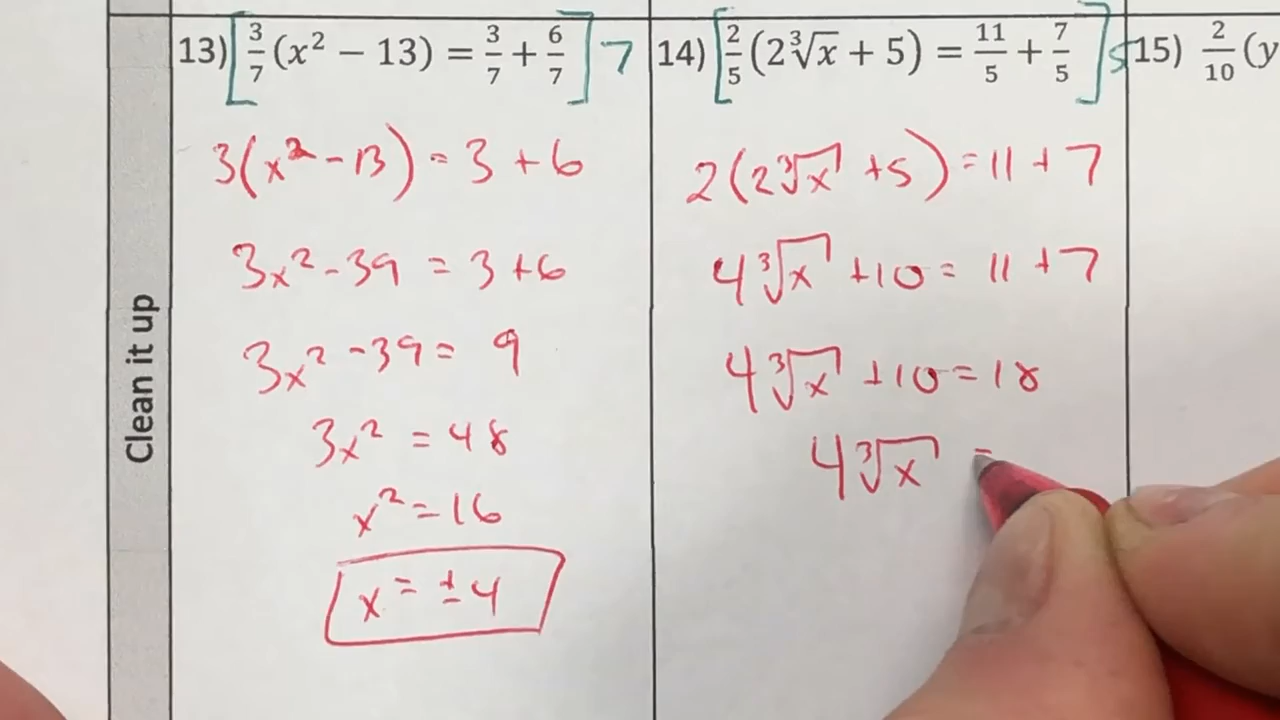 Clean it up
13) [3/7(x² − 13) = 3/7 + 6/7] 7
3(x² - 13) = 3 + 6
3x² - 39 = 3 + 6
3x² - 39 = 9
3x² = 48
x² = 16
x = ±4
14) [2/5(2∛x + 5) = 11/5 + 7/5] 5
2(2∛x + 5) = 11 + 7
4∛x + 10 = 11 + 7
4∛x + 10 = 18
4∛x =
15) 2/10(y